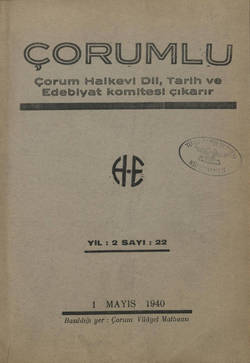 ÇORUMLU
Çorum Halkevi Dil, Tarih ve
Edebiyat komitesi çıkarır
H-E
YIL : 2 SAYI : 22
1 MAYIS 1940
Basıldığı yer : Çorum Vilâyet Matbaası